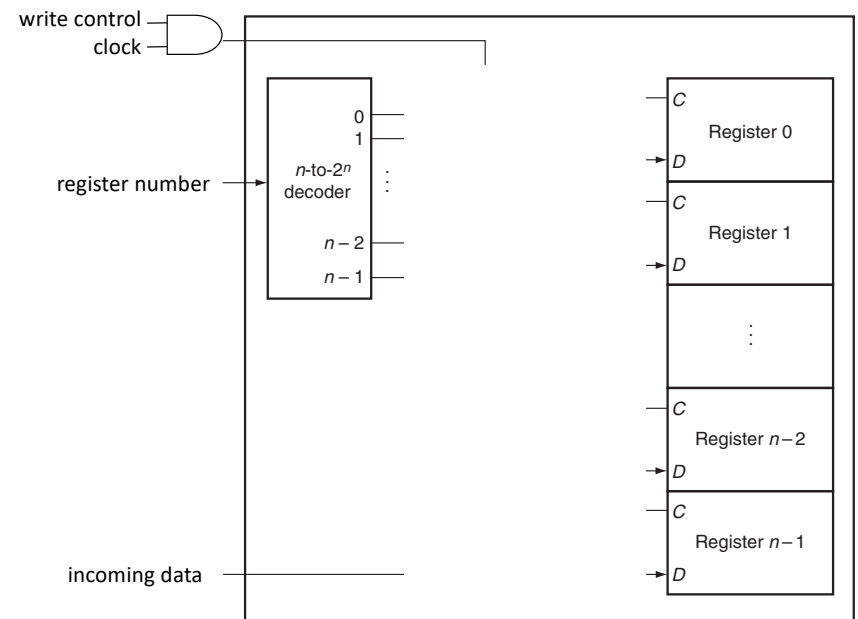 write control
clock
0
1
n-to-2ⁿ
decoder
⋮
n – 2
n – 1
register number
incoming data
C
Register 0
D
C
Register 1
D
⋮
C
Register n – 2
D
C
Register n – 1
D